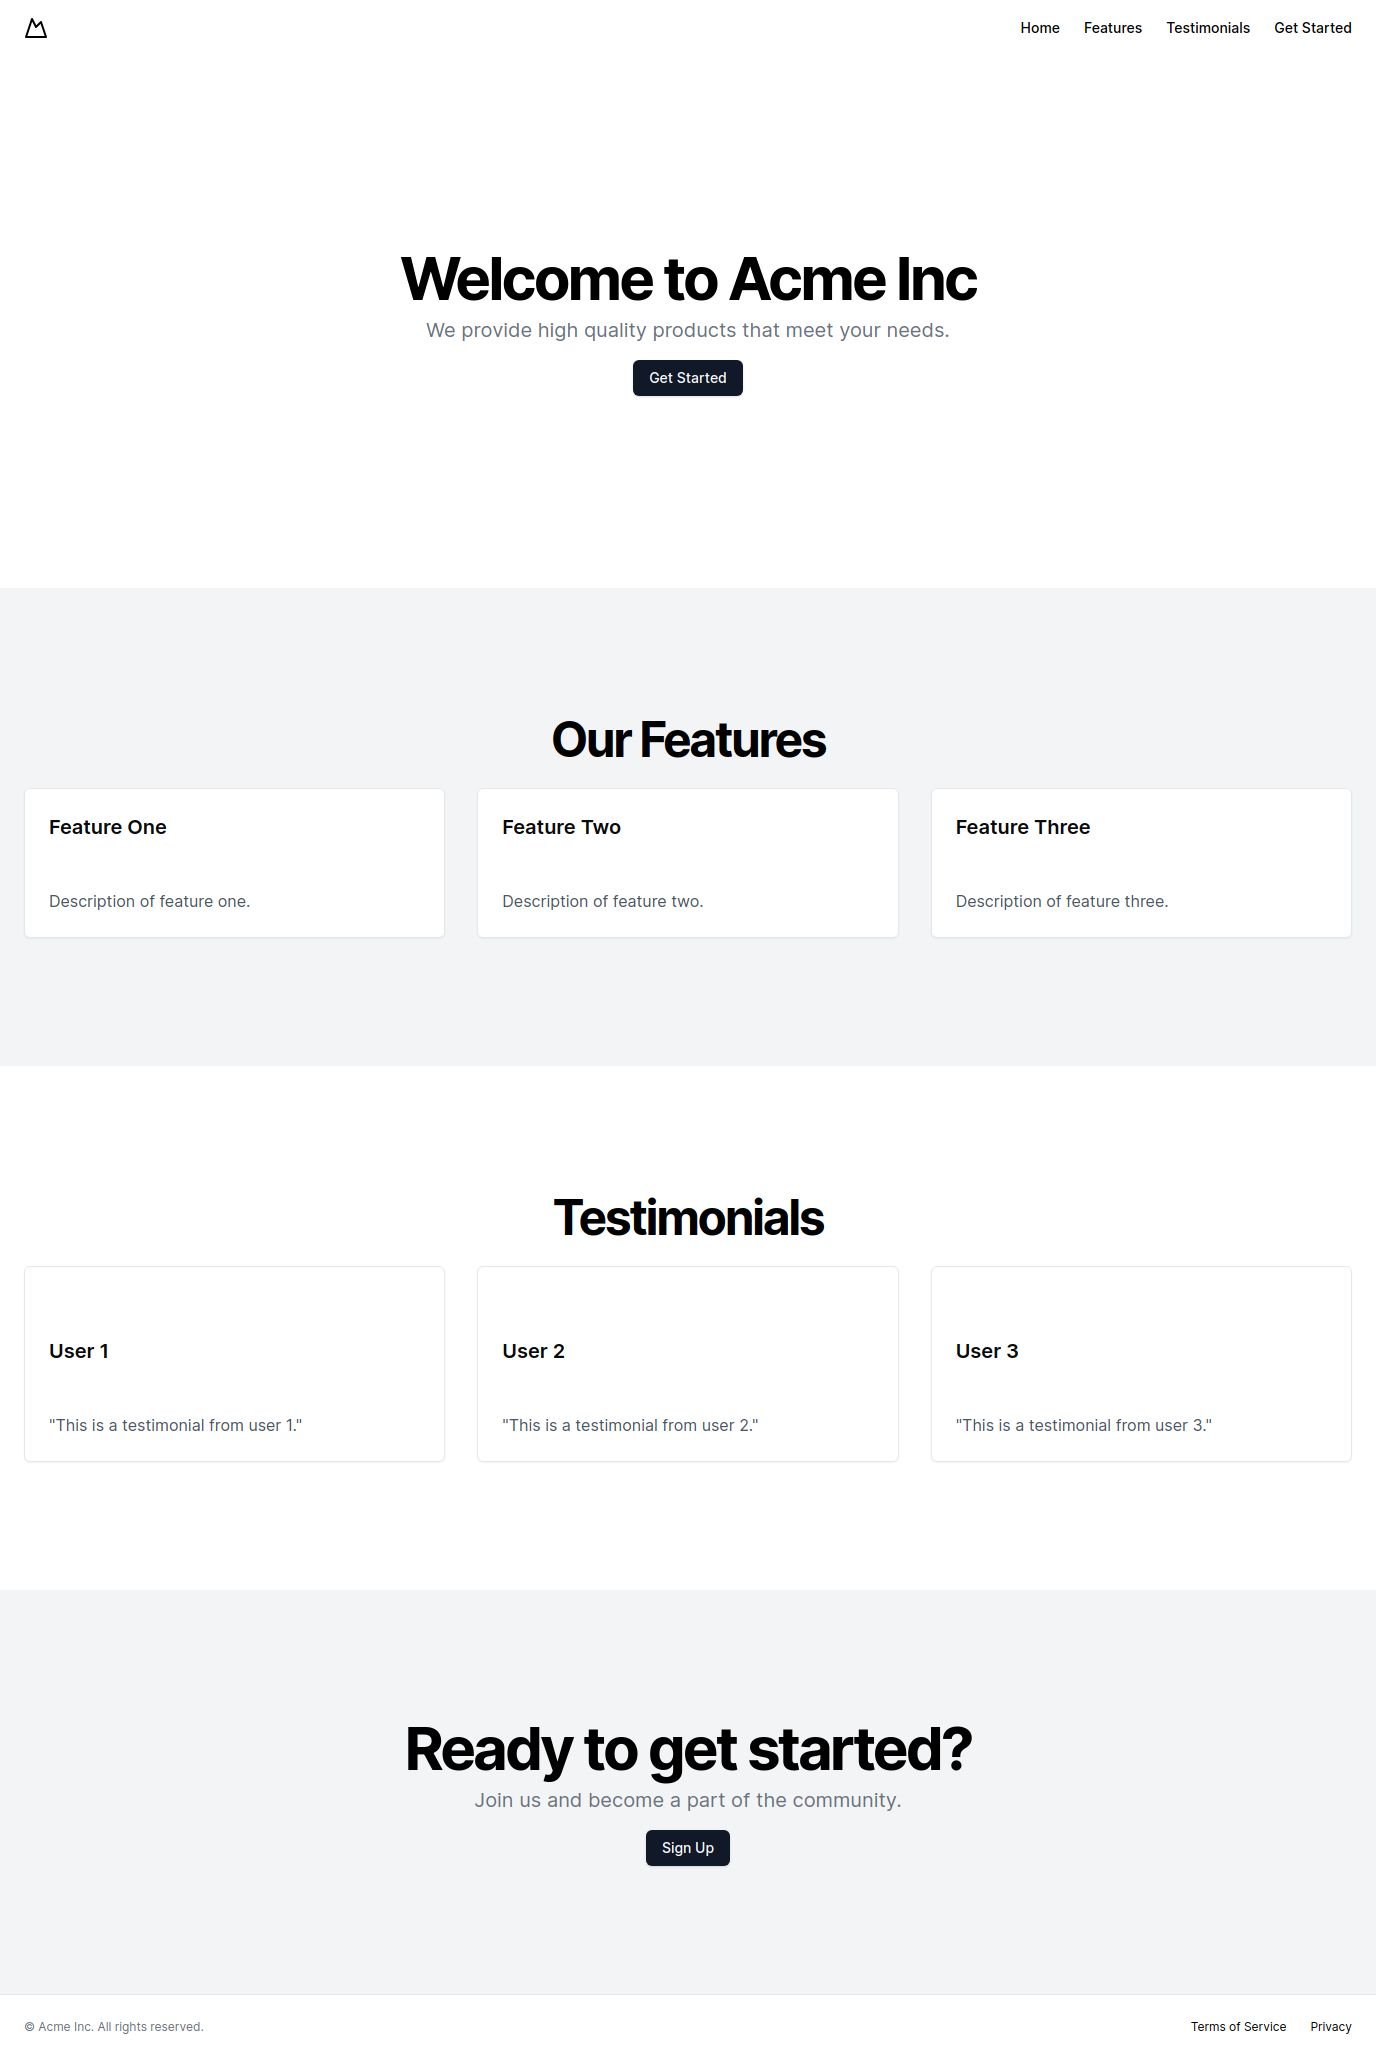 Home Features Testimonials Get Started
Welcome to Acme Inc
We provide high quality products that meet your needs.
Get Started
Our Features
Feature One
Description of feature one.
Feature Two
Description of feature two.
Feature Three
Description of feature three.
Testimonials
User 1
"This is a testimonial from user 1."
User 2
"This is a testimonial from user 2."
User 3
"This is a testimonial from user 3."
Ready to get started?
Join us and become a part of the community.
Sign Up
© Acme Inc. All rights reserved.
Terms of Service Privacy